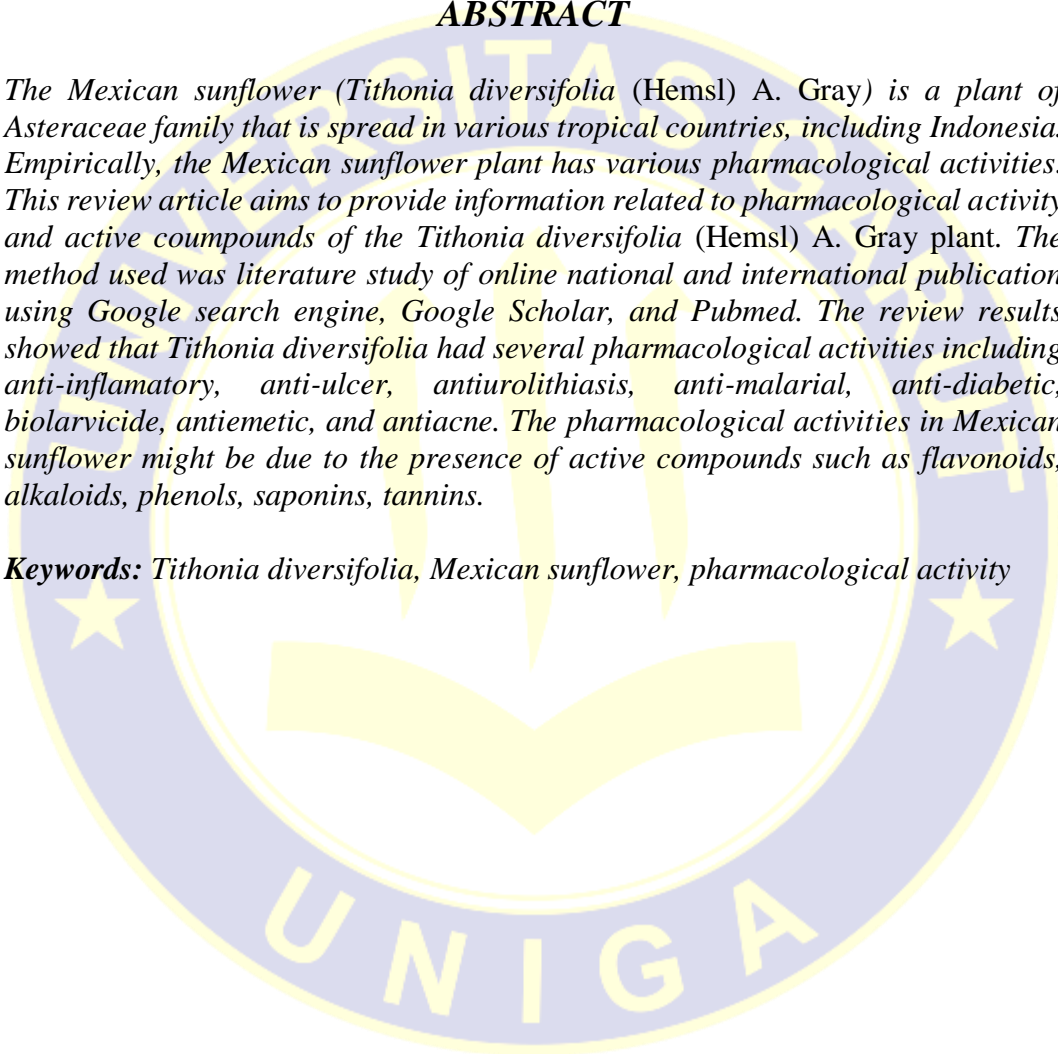 ABSTRACT
The Mexican sunflower (Tithonia diversifolia (Hemsl) A. Gray) is a plant of
Asteraceae family that is spread in various tropical countries, including Indonesia.
Empirically, the Mexican sunflower plant has various pharmacological activities.
This review article aims to provide information related to pharmacological activity
and active coumpounds of the Tithonia diversifolia (Hemsl) A. Gray plant. The
method used was literature study of online national and international publication
using Google search engine, Google Scholar, and Pubmed. The review results
showed that Tithonia diversifolia had several pharmacological activities including
anti-inflamatory, anti-ulcer, antiurolithiasis, anti-malarial, anti-diabetic,
biolarvicide, antiemetic, and antiacne. The pharmacological activities in Mexican
sunflower might be due to the presence of active compounds such as flavonoids,
alkaloids, phenols, saponins, tannins.
Keywords: Tithonia diversifolia, Mexican sunflower, pharmacological activity
UNIVERSITAS GARUT
UNIGA